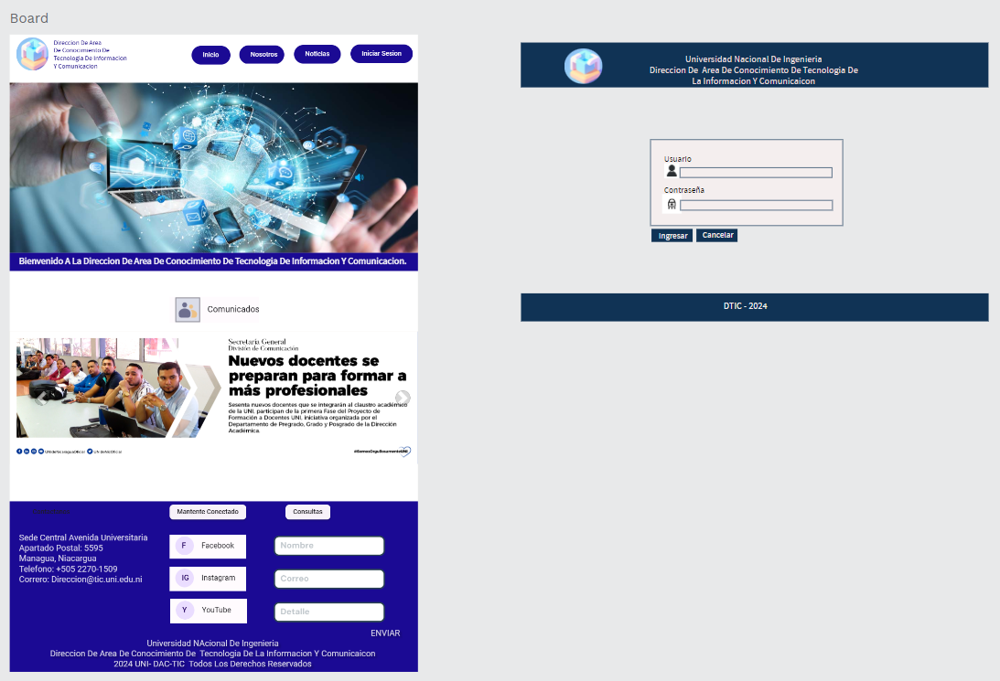 Board
Direccion De Area
De Conocimiento De
Tecnologia De Informacion
Y Comunicacion
Inicio
Nosotros
Noticias
Iniciar Sesion
Bienvenido A La Direccion De Area De Conocimiento De Tecnologia De Informacion Y Comunicacion.
Comunicados
Secretaría General
División de Comunicación
Nuevos docentes se
preparan para formar a
más profesionales
Sesenta nuevos docentes que se integrarán al claustro académico
de la UNI, participan de la primera Fase del Proyecto de
Formación a Docentes UNI, iniciativa organizada por el
Departamento de Pregrado, Grado y Posgrado de la Dirección
Académica.
UNIdeNicaraguaOficial
UNIdeNicOficial
#SomosOrgullosamenteUNI
Mantente Conectado
Consultas
Sede Central Avenida Universitaria
Apartado Postal: 5595
Managua, Niacargua
Telefono: +505 2270-1509
Correro: Direccion@tic.uni.edu.ni
F Facebook
IG Instagram
Y YouTube
Nombre
Correo
Detalle
ENVIAR
Universidad NAcional De Ingenieria
Direccion De Area De Conocimiento De Tecnologia De La Informacion Y Comunicaicon
2024 UNI- DAC-TIC Todos Los Derechos Reservados
Universidad Nacional De Ingenieria
Direccion De Area De Conocimiento De Tecnologia De
La Informacion Y Comunicaicon
Usuario
Contraseña
Ingresar
Cancelar
DTIC - 2024